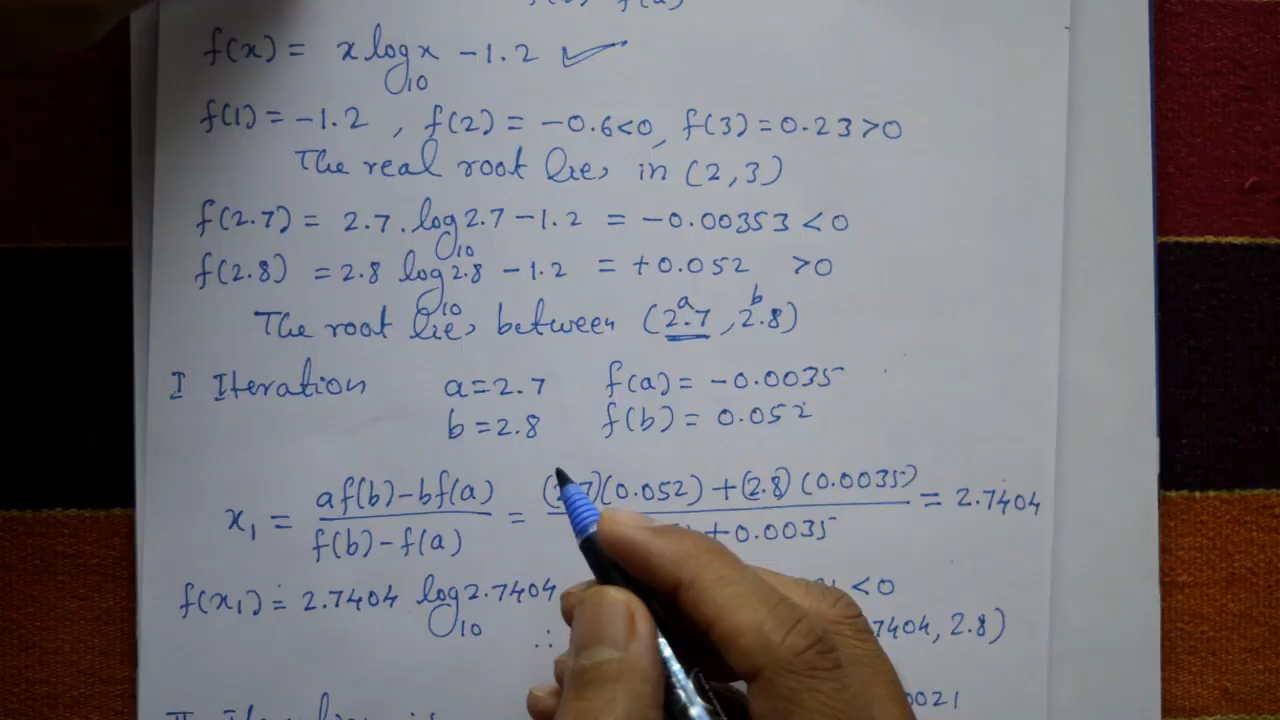 f(x) = x log₁₀ x - 1.2 ✓
f(1) = -1.2 , f(2) = -0.6 < 0, f(3) = 0.23 > 0
The real root lies in (2, 3)
f(2.7) = 2.7 . log₁₀ 2.7 - 1.2 = -0.00353 < 0
f(2.8) = 2.8 log₁₀ 2.8 - 1.2 = +0.052 > 0
a b
The root lies between (2.7, 2.8)
I Iteration a = 2.7 f(a) = -0.0035
b = 2.8 f(b) = 0.052
af(b) - bf(a) (0.052) + (2.8) (0.0035)
x₁ = = = 2.7404
f(b) - f(a) + 0.0035
f(x₁) = 2.7404 log₁₀ 2.7404 < 0
∴ 7404, 2.8)
0021